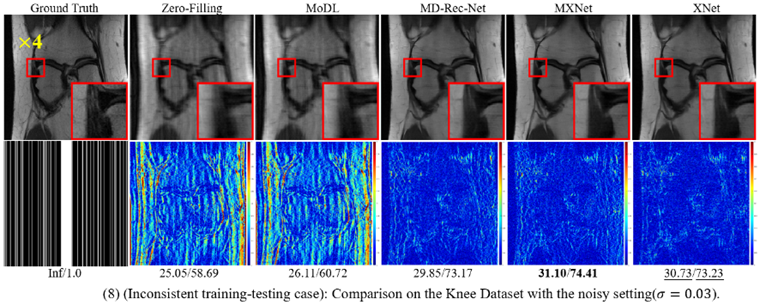 Ground Truth Zero-Filling MoDL MD-Rec-Net MXNet XNet
×4
Inf/1.0 25.05/58.69 26.11/60.72 29.85/73.17 31.10/74.41 30.73/73.23
(8) (Inconsistent training-testing case): Comparison on the Knee Dataset with the noisy setting(σ = 0.03).